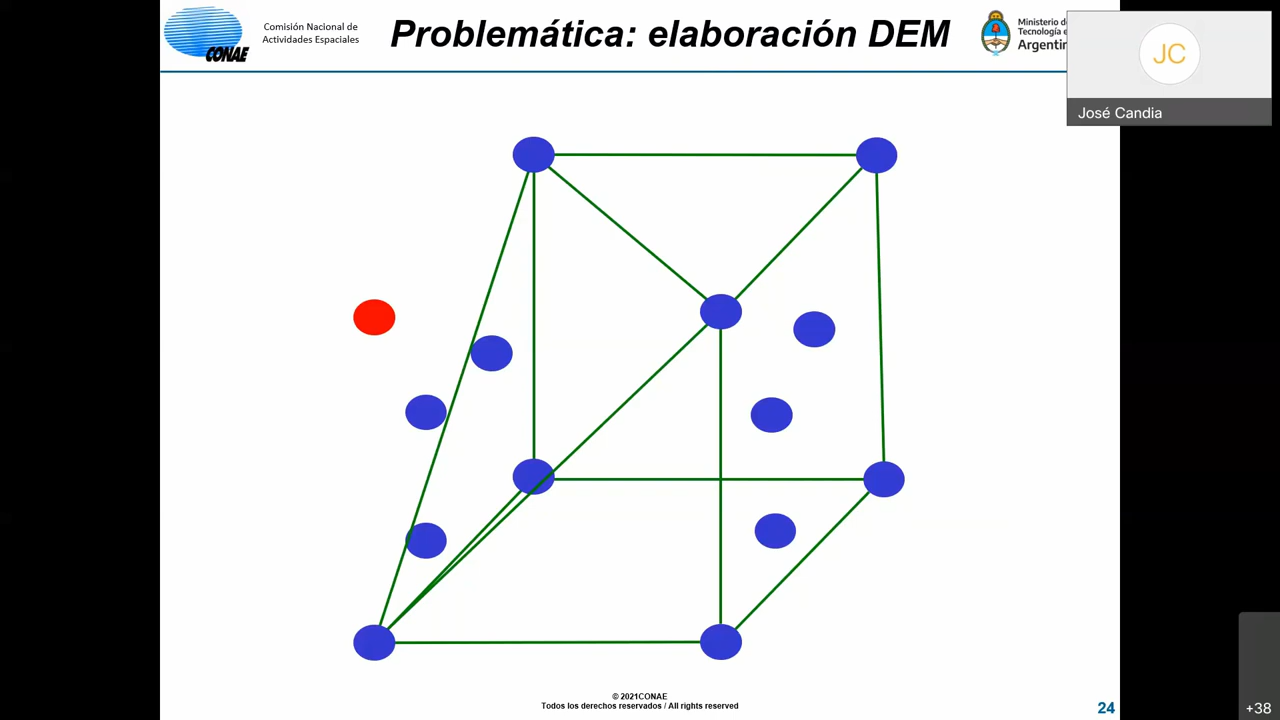 CONAE
Comisión Nacional de
Actividades Espaciales
Problemática: elaboración DEM
Ministerio de
Tecnología e
Argentin
JC
José Candia
© 2021CONAE
Todos los derechos reservados / All rights reserved
24
+38